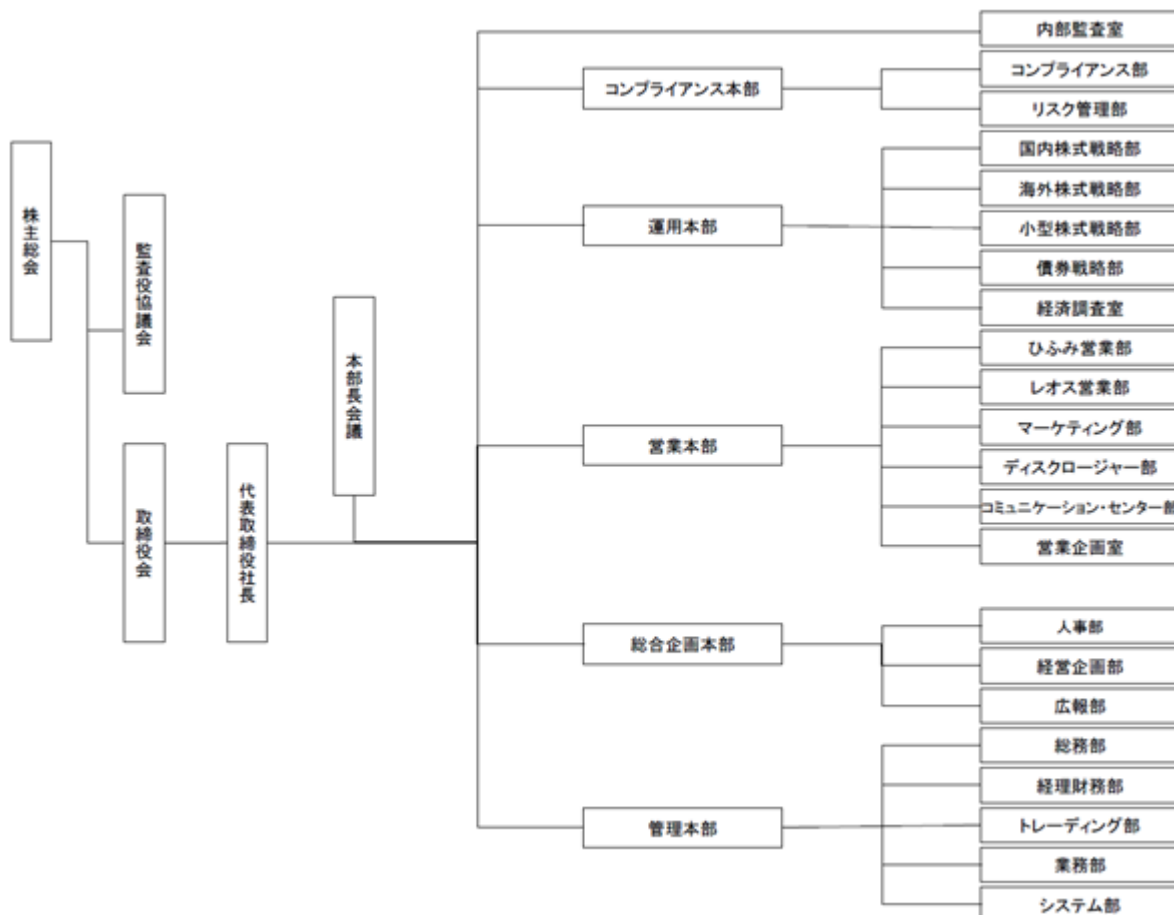 株主総会
監査役協議会
取締役会
代表取締役社長
本部長会議
内部監査室
コンプライアンス本部
コンプライアンス部
リスク管理部
運用本部
国内株式戦略部
海外株式戦略部
小型株式戦略部
債券戦略部
経済調査室
営業本部
ひふみ営業部
レオス営業部
マーケティング部
ディスクロージャー部
コミュニケーション・センター部
営業企画室
総合企画本部
人事部
経営企画部
広報部
管理本部
総務部
経理財務部
トレーディング部
業務部
システム部